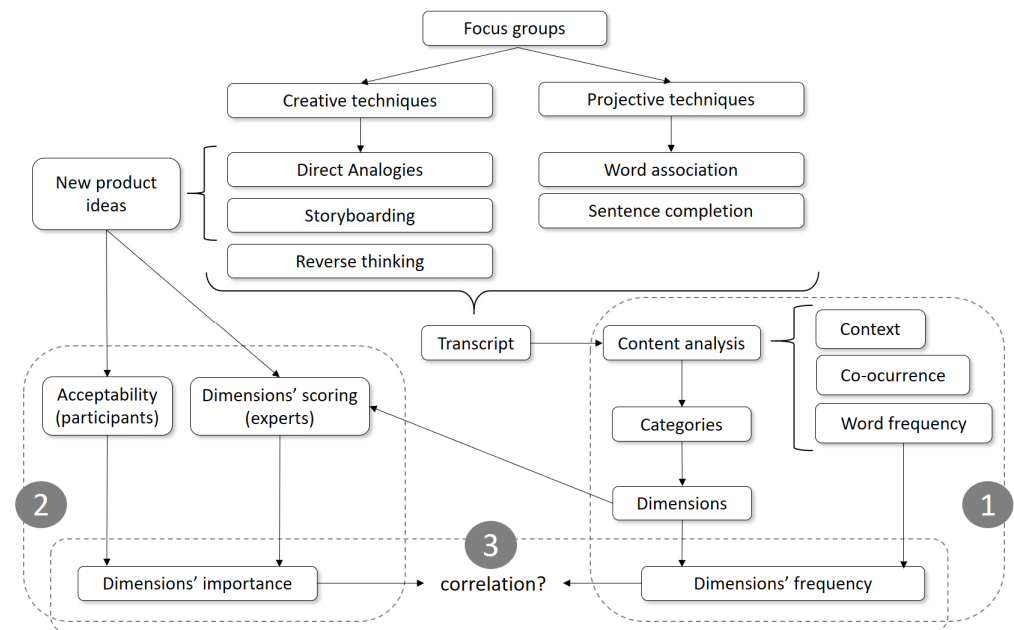 Focus groups
Creative techniques
Projective techniques
Direct Analogies
Word association
New product
ideas
Storyboarding
Sentence completion
Reverse thinking
Transcript
Content analysis
Context
Co-ocurrence
Word frequency
Acceptability
(participants)
Dimensions’ scoring
(experts)
Categories
Dimensions
2
1
3
Dimensions’ importance
correlation?
Dimensions’ frequency